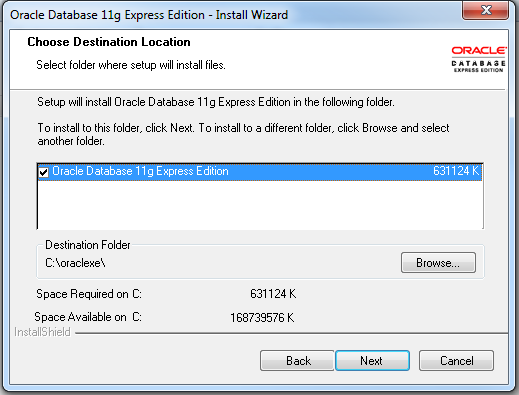 Oracle Database 11g Express Edition - Install Wizard
Choose Destination Location
Select folder where setup will install files.
ORACLE
DATABASE
EXPRESS EDITION
Setup will install Oracle Database 11g Express Edition in the following folder.
To install to this folder, click Next. To install to a different folder, click Browse and select
another folder.
Oracle Database 11g Express Edition 631124 K
Destination Folder
C:\oraclexe\ Browse...
Space Required on C: 631124 K
Space Available on C: 168739576 K
InstallShield
Back Next Cancel